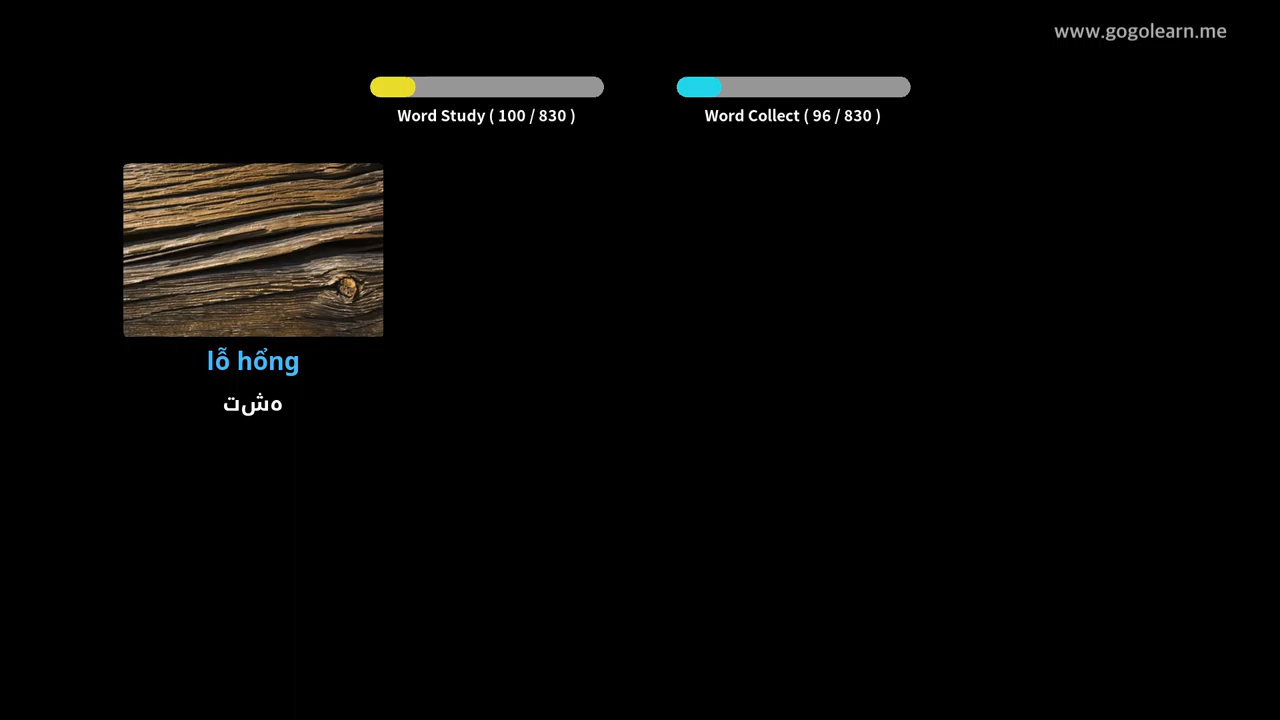 www.gogolearn.me
Word Study ( 100 / 830 )
Word Collect ( 96 / 830 )
lỗ hổng
هشت